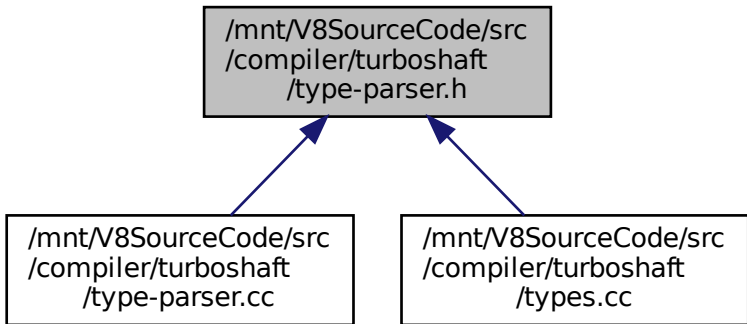 /mnt/V8SourceCode/src
/compiler/turboshaft
/type-parser.h
/mnt/V8SourceCode/src
/compiler/turboshaft
/type-parser.cc
/mnt/V8SourceCode/src
/compiler/turboshaft
/types.cc